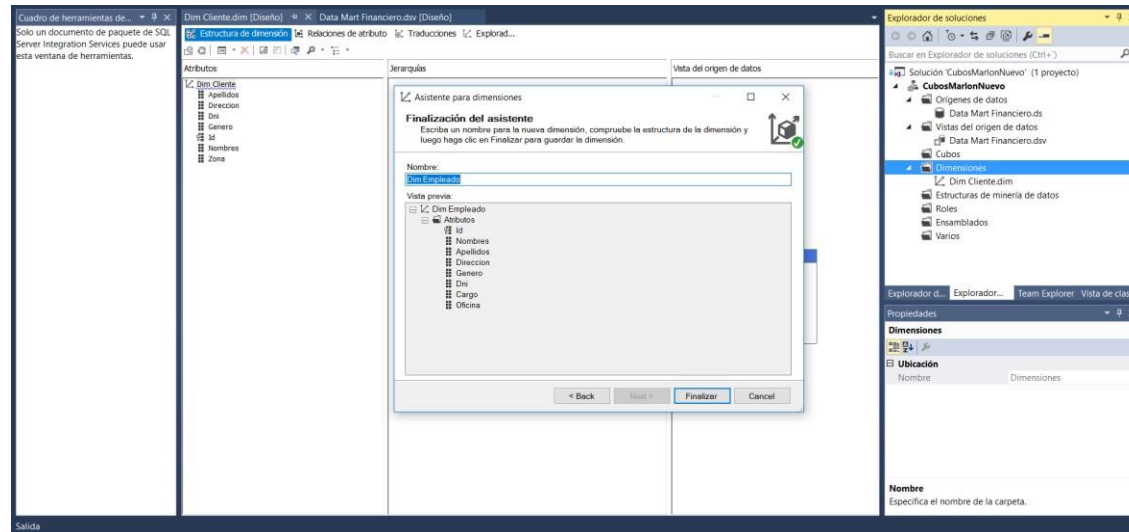 Cuadro de herramientas de...
Solo un documento de paquete de SQL
Server Integration Services puede usar
esta ventana de herramientas.
Dim Cliente.dim [Diseño]
Data Mart Financiero.dsv [Diseño]
Estructura de dimensión
Relaciones de atributo
Traducciones
Explorad...
Atributos
Dim Cliente
Apellidos
Direccion
Dni
Genero
Id
Nombres
Zona
Jerarquías
Vista del origen de datos
Asistente para dimensiones
Finalización del asistente
Escriba un nombre para la nueva dimensión, compruebe la estructura de la dimensión y
luego haga clic en Finalizar para guardar la dimensión.
Nombre:
Dim Empleado
Vista previa:
Dim Empleado
Atributos
Id
Nombres
Apellidos
Direccion
Genero
Dni
Cargo
Oficina
< Back
Next >
Finalizar
Cancel
Explorador de soluciones
Buscar en Explorador de soluciones (Ctrl+')
Solución 'CubosMarlonNuevo' (1 proyecto)
CubosMarlonNuevo
Orígenes de datos
Data Mart Financiero.ds
Vistas del origen de datos
Data Mart Financiero.dsv
Cubos
Dimensiones
Dim Cliente.dim
Estructuras de minería de datos
Roles
Ensamblados
Varios
Explorador d...
Explorador...
Team Explorer
Vista de clas
Propiedades
Dimensiones
Ubicación
Nombre
Dimensiones
Nombre
Especifica el nombre de la carpeta.
Salida